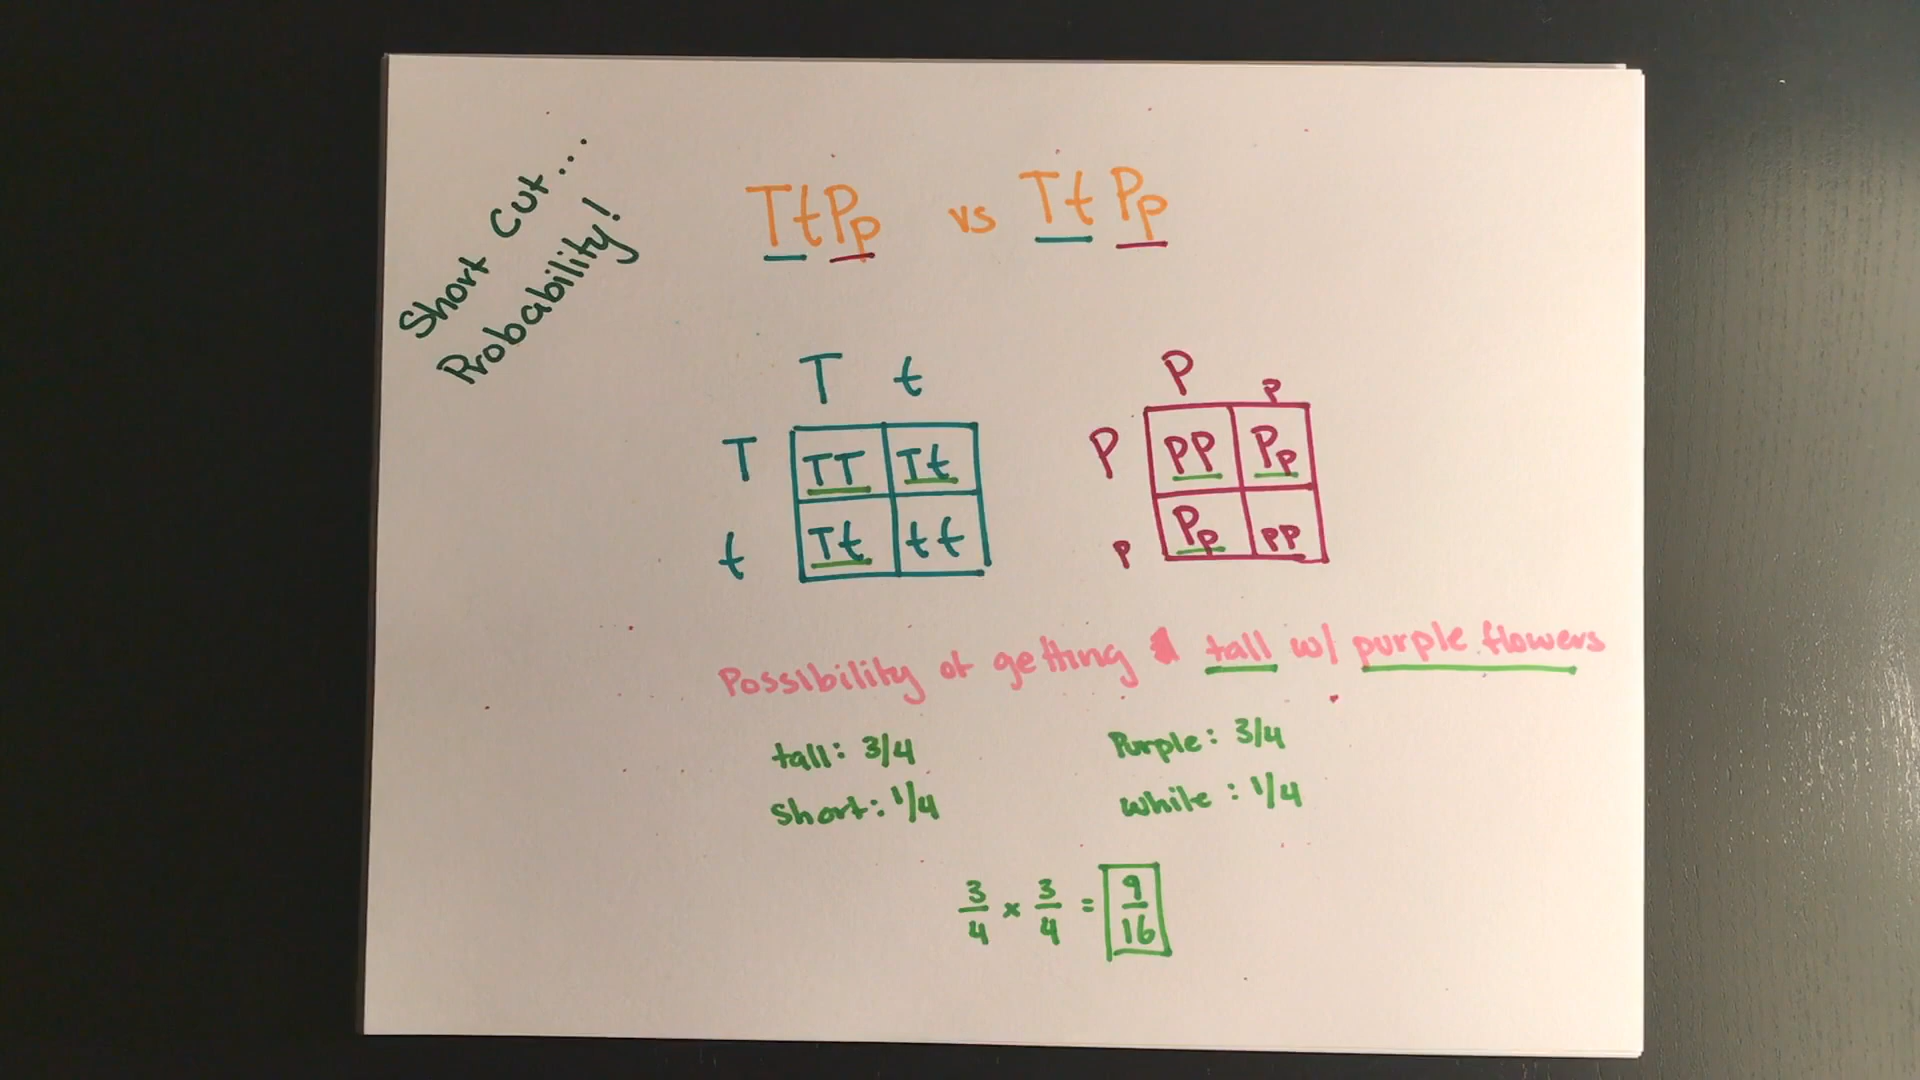 Short Cut...
Probability!
TtPp vs TtPp
T t
T TT Tt
t Tt tt
P p
P PP Pp
p Pp pp
Possibility of getting tall w/ purple flowers
tall: 3/4
Short: 1/4
Purple: 3/4
white: 1/4
3/4 x 3/4 = 9/16